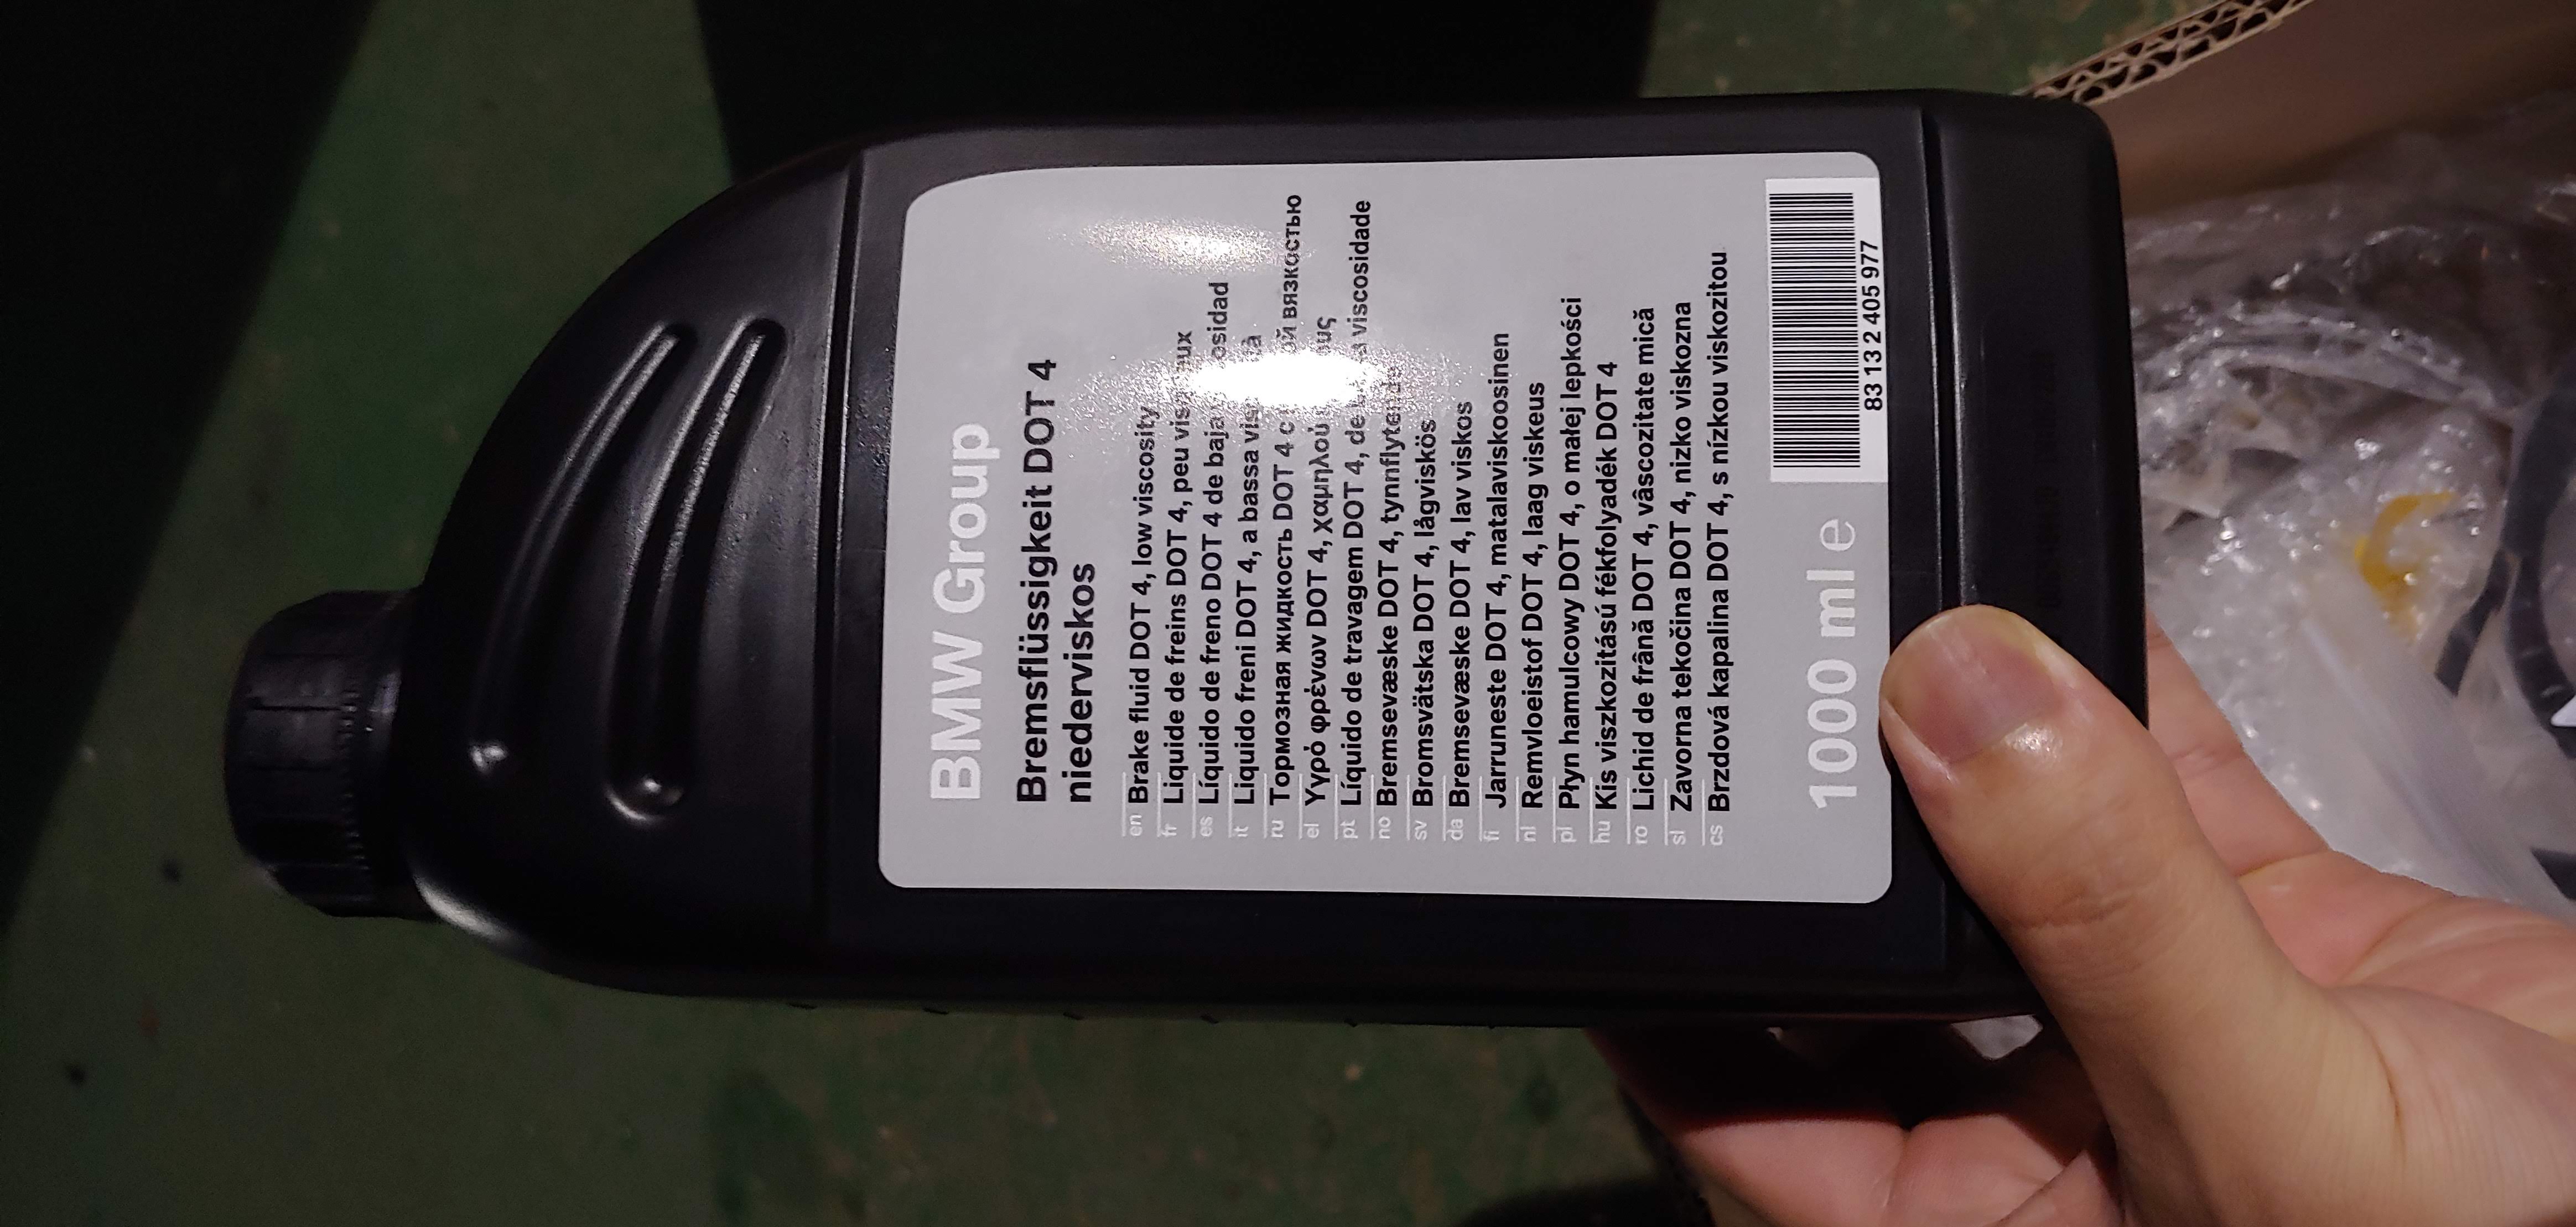 BMW Group
Bremsflüssigkeit DOT 4
niederviskos
en Brake fluid DOT 4, low viscosity
fr Liquide de freins DOT 4, peu
es Líquido de freno DOT 4 de baja
it Liquido freni DOT 4, a bassa
ru Тормозная жидкость DOT 4 с вязкостью
el Υγρό φρένων DOT 4, χαμηλού
pt Líquido de travagem DOT 4, de viscosidade
no Bremsevæske DOT 4,
sv Bromsvätska DOT 4, lågviskös
da Bremsevæske DOT 4, lav viskos
fi Jarruneste DOT 4, matalaviskoosinen
nl Remvloeistof DOT 4, laag viskeus
pl Płyn hamulcowy DOT 4, o małej lepkości
hu Kis viszkozitású fékfolyadék DOT 4
ro Lichid de frână DOT 4, vâscozitate mică
sl Zavorna tekočina DOT 4, nizko viskozna
cs Brzdová kapalina DOT 4, s nízkou viskozitou
1000 ml e
83 13 2 405 977